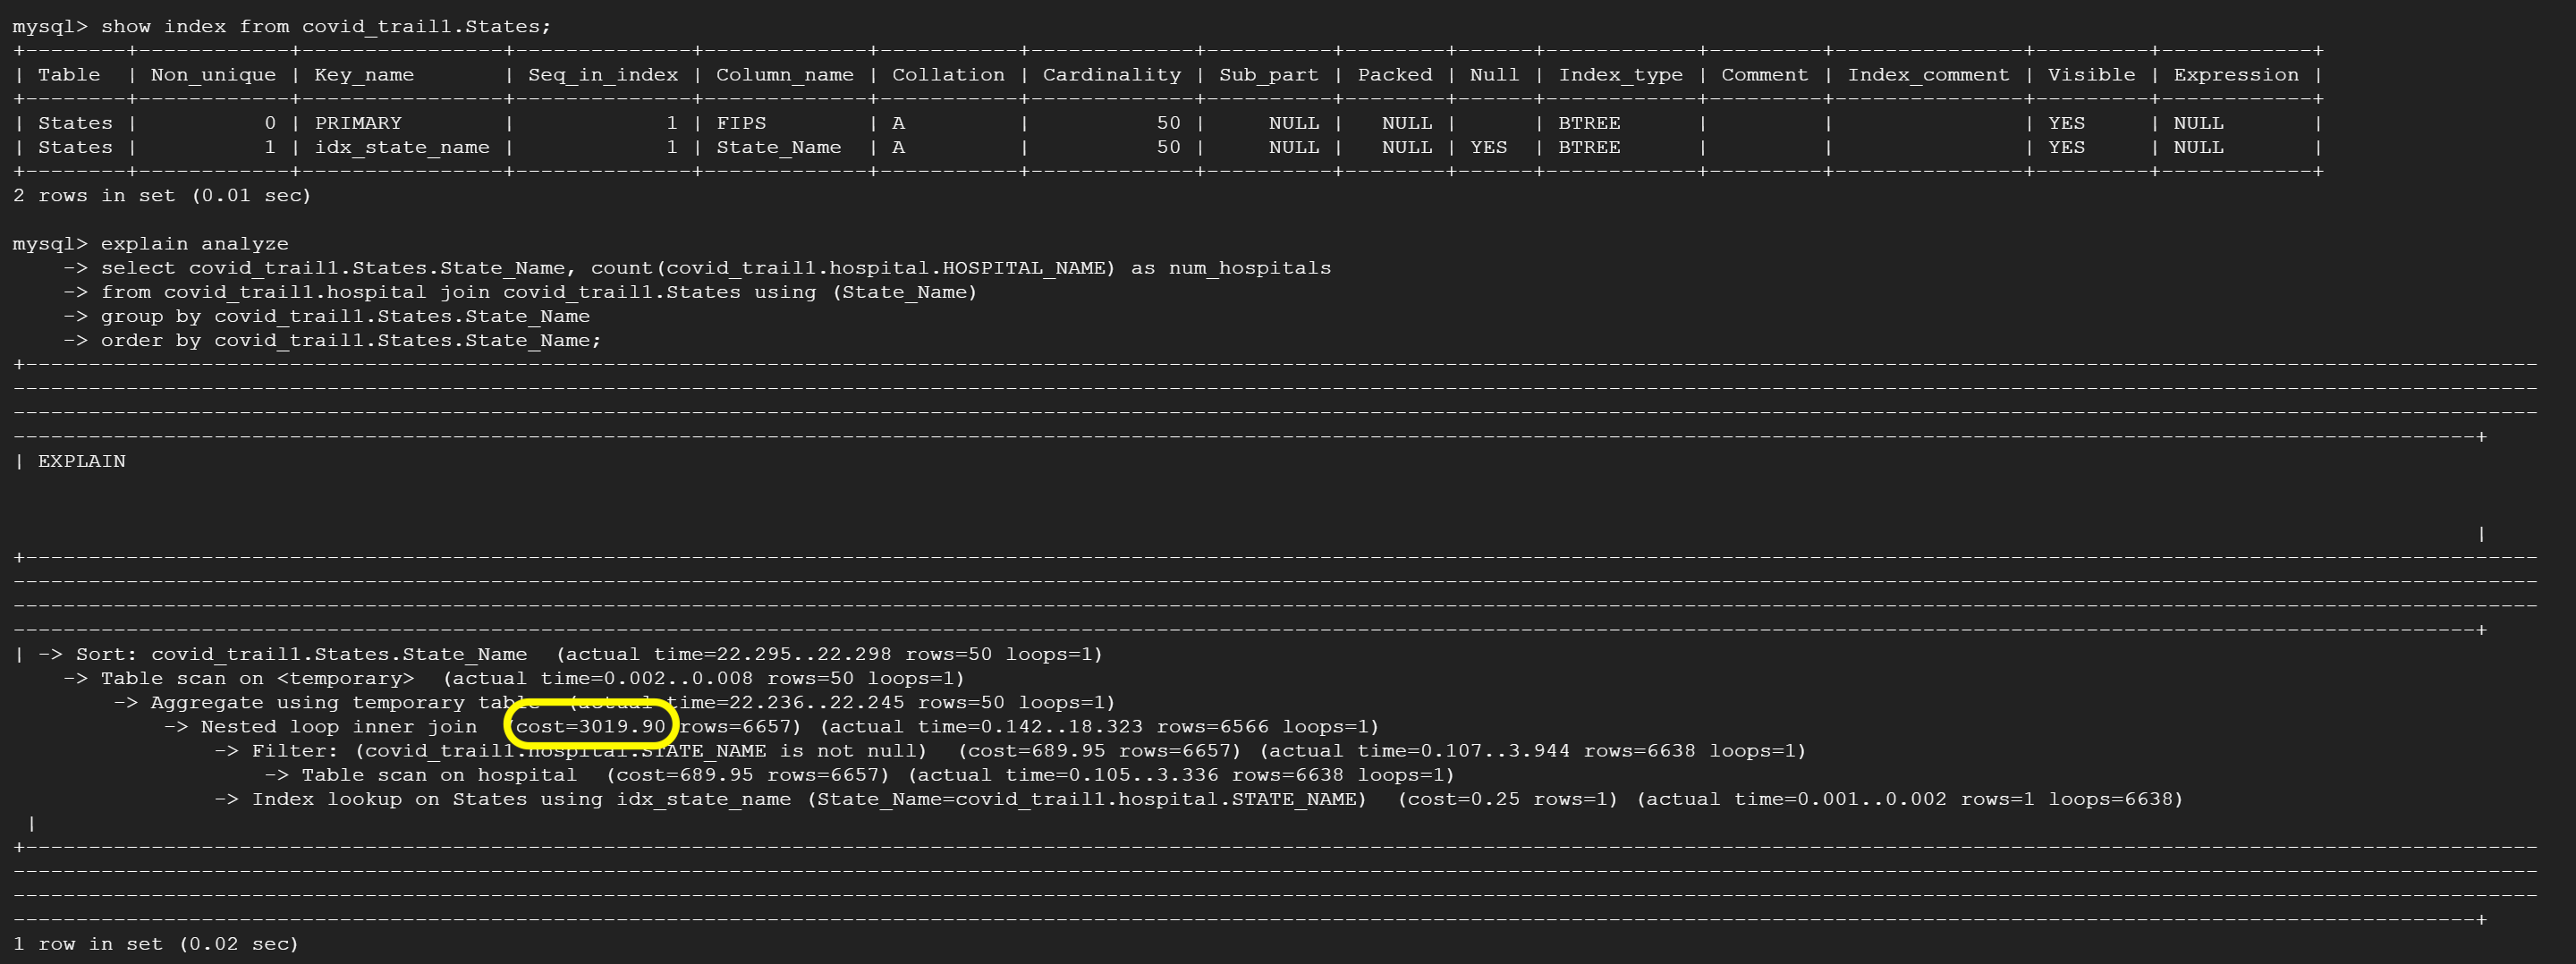 mysql> show index from covid_trail1.States;
+--------+------------+----------------+--------------+-------------+-----------+-------------+----------+--------+------+------------+---------+---------------+---------+------------+
| Table  | Non_unique | Key_name       | Seq_in_index | Column_name | Collation | Cardinality | Sub_part | Packed | Null | Index_type | Comment | Index_comment | Visible | Expression |
+--------+------------+----------------+--------------+-------------+-----------+-------------+----------+--------+------+------------+---------+---------------+---------+------------+
| States |          0 | PRIMARY        |            1 | FIPS        | A         |          50 |     NULL |   NULL |      | BTREE      |         |               | YES     | NULL       |
| States |          1 | idx_state_name |            1 | State_Name  | A         |          50 |     NULL |   NULL | YES  | BTREE      |         |               | YES     | NULL       |
+--------+------------+----------------+--------------+-------------+-----------+-------------+----------+--------+------+------------+---------+---------------+---------+------------+
2 rows in set (0.01 sec)

mysql> explain analyze
    -> select covid_trail1.States.State_Name, count(covid_trail1.hospital.HOSPITAL_NAME) as num_hospitals
    -> from covid_trail1.hospital join covid_trail1.States using (State_Name)
    -> group by covid_trail1.States.State_Name
    -> order by covid_trail1.States.State_Name;
| EXPLAIN
|
| -> Sort: covid_trail1.States.State_Name  (actual time=22.295..22.298 rows=50 loops=1)
    -> Table scan on <temporary>  (actual time=0.002..0.008 rows=50 loops=1)
        -> Aggregate using temporary table  (actual time=22.236..22.245 rows=50 loops=1)
            -> Nested loop inner join  (cost=3019.90 rows=6657) (actual time=0.142..18.323 rows=6566 loops=1)
                -> Filter: (covid_trail1.hospital.STATE_NAME is not null)  (cost=689.95 rows=6657) (actual time=0.107..3.944 rows=6638 loops=1)
                    -> Table scan on hospital  (cost=689.95 rows=6657) (actual time=0.105..3.336 rows=6638 loops=1)
                -> Index lookup on States using idx_state_name (State_Name=covid_trail1.hospital.STATE_NAME)  (cost=0.25 rows=1) (actual time=0.001..0.002 rows=1 loops=6638)
 |
1 row in set (0.02 sec)